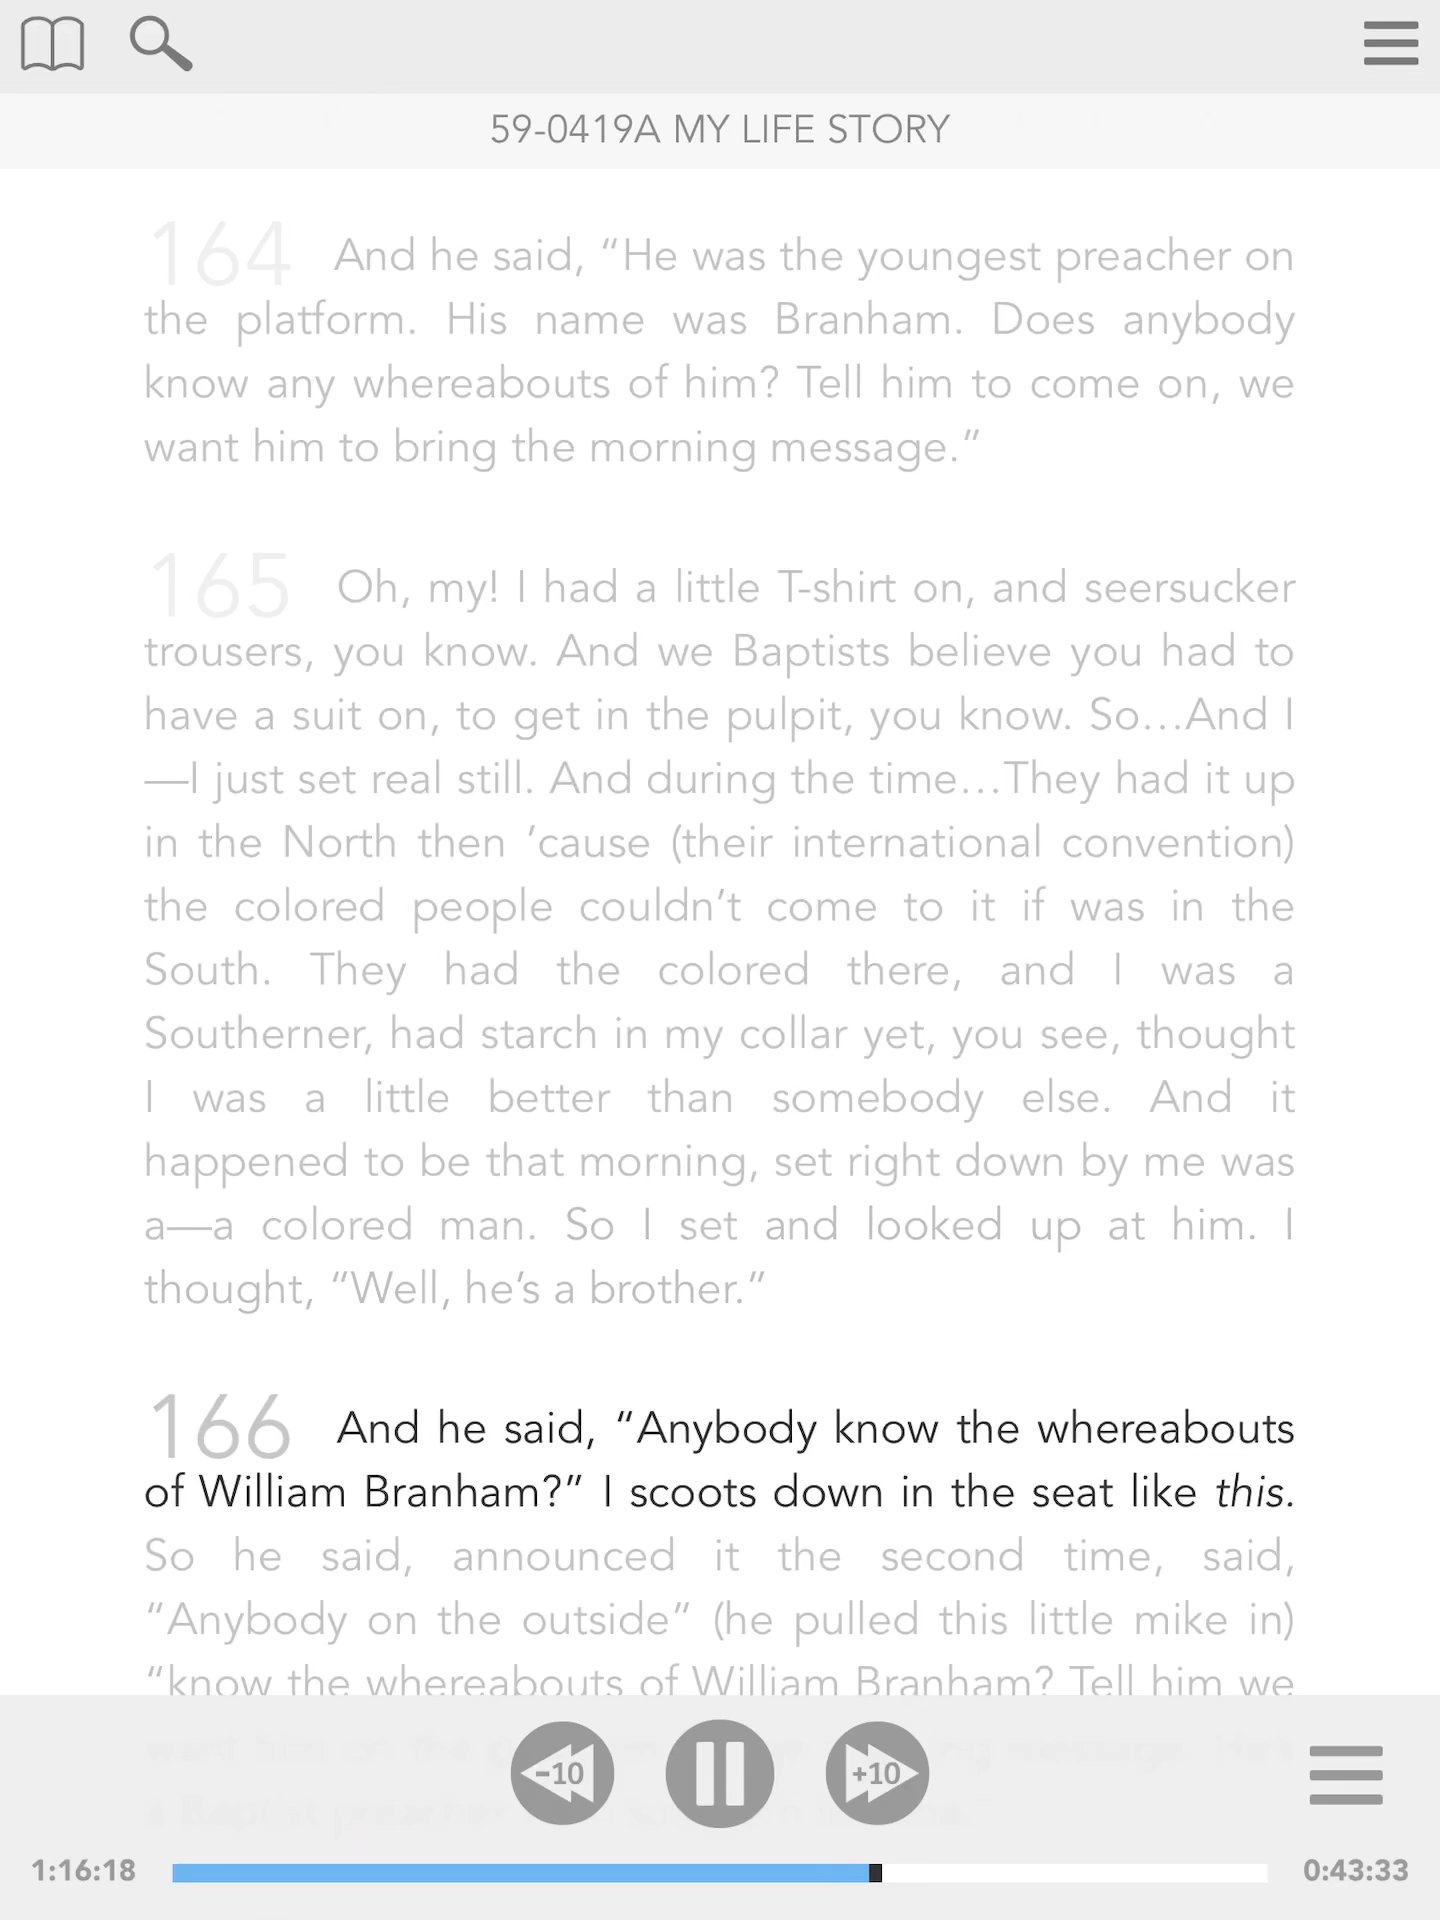 59-0419A MY LIFE STORY
164 And he said, “He was the youngest preacher on
the platform. His name was Branham. Does anybody
know any whereabouts of him? Tell him to come on, we
want him to bring the morning message.”
165 Oh, my! I had a little T-shirt on, and seersucker
trousers, you know. And we Baptists believe you had to
have a suit on, to get in the pulpit, you know. So…And I
—I just set real still. And during the time…They had it up
in the North then ’cause (their international convention)
the colored people couldn’t come to it if was in the
South. They had the colored there, and I was a
Southerner, had starch in my collar yet, you see, thought
I was a little better than somebody else. And it
happened to be that morning, set right down by me was
a—a colored man. So I set and looked up at him. I
thought, “Well, he’s a brother.”
166 And he said, “Anybody know the whereabouts
of William Branham?” I scoots down in the seat like this.
So he said, announced it the second time, said,
“Anybody on the outside” (he pulled this little mike in)
“know the whereabouts of William Branham? Tell him we
-10 +10
1:16:18 0:43:33